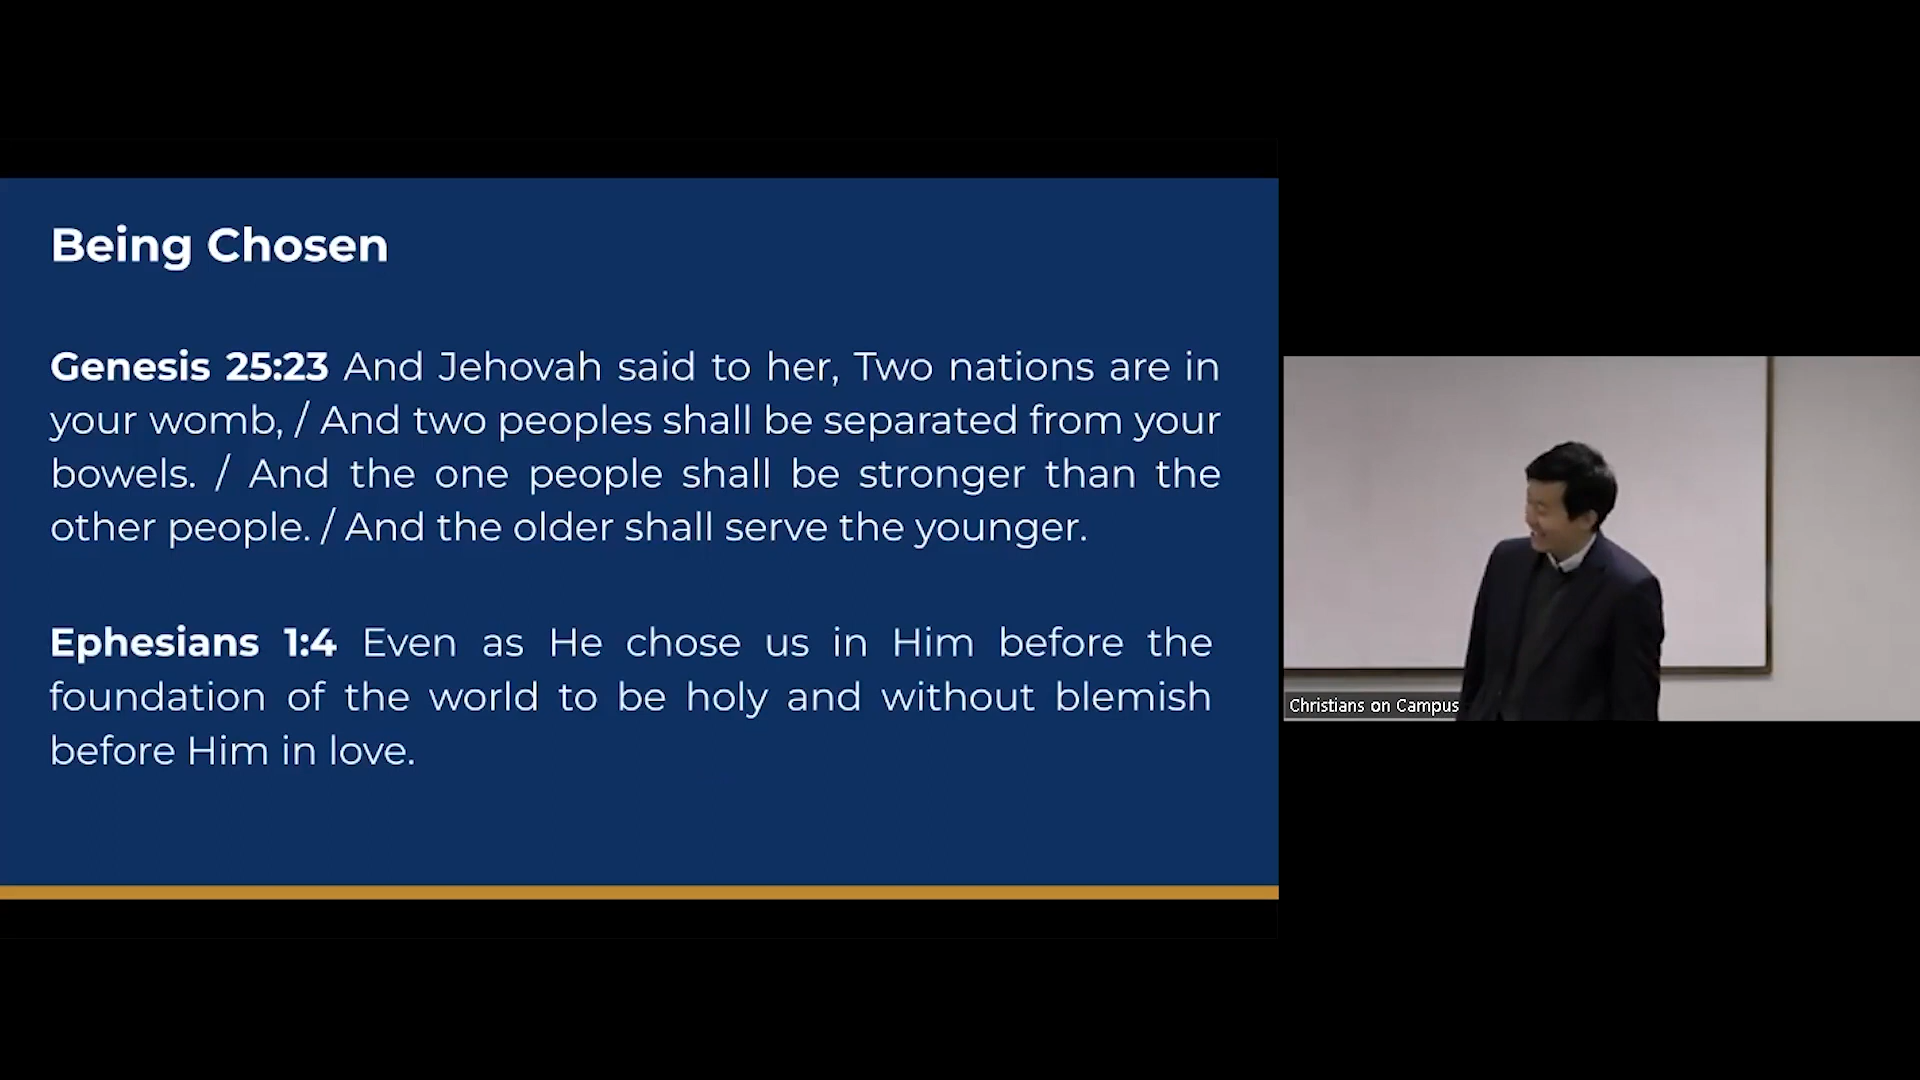 Being Chosen
Genesis 25:23 And Jehovah said to her, Two nations are in
your womb, / And two peoples shall be separated from your
bowels. / And the one people shall be stronger than the
other people. / And the older shall serve the younger.
Ephesians 1:4 Even as He chose us in Him before the
foundation of the world to be holy and without blemish
before Him in love.
Christians on Campus